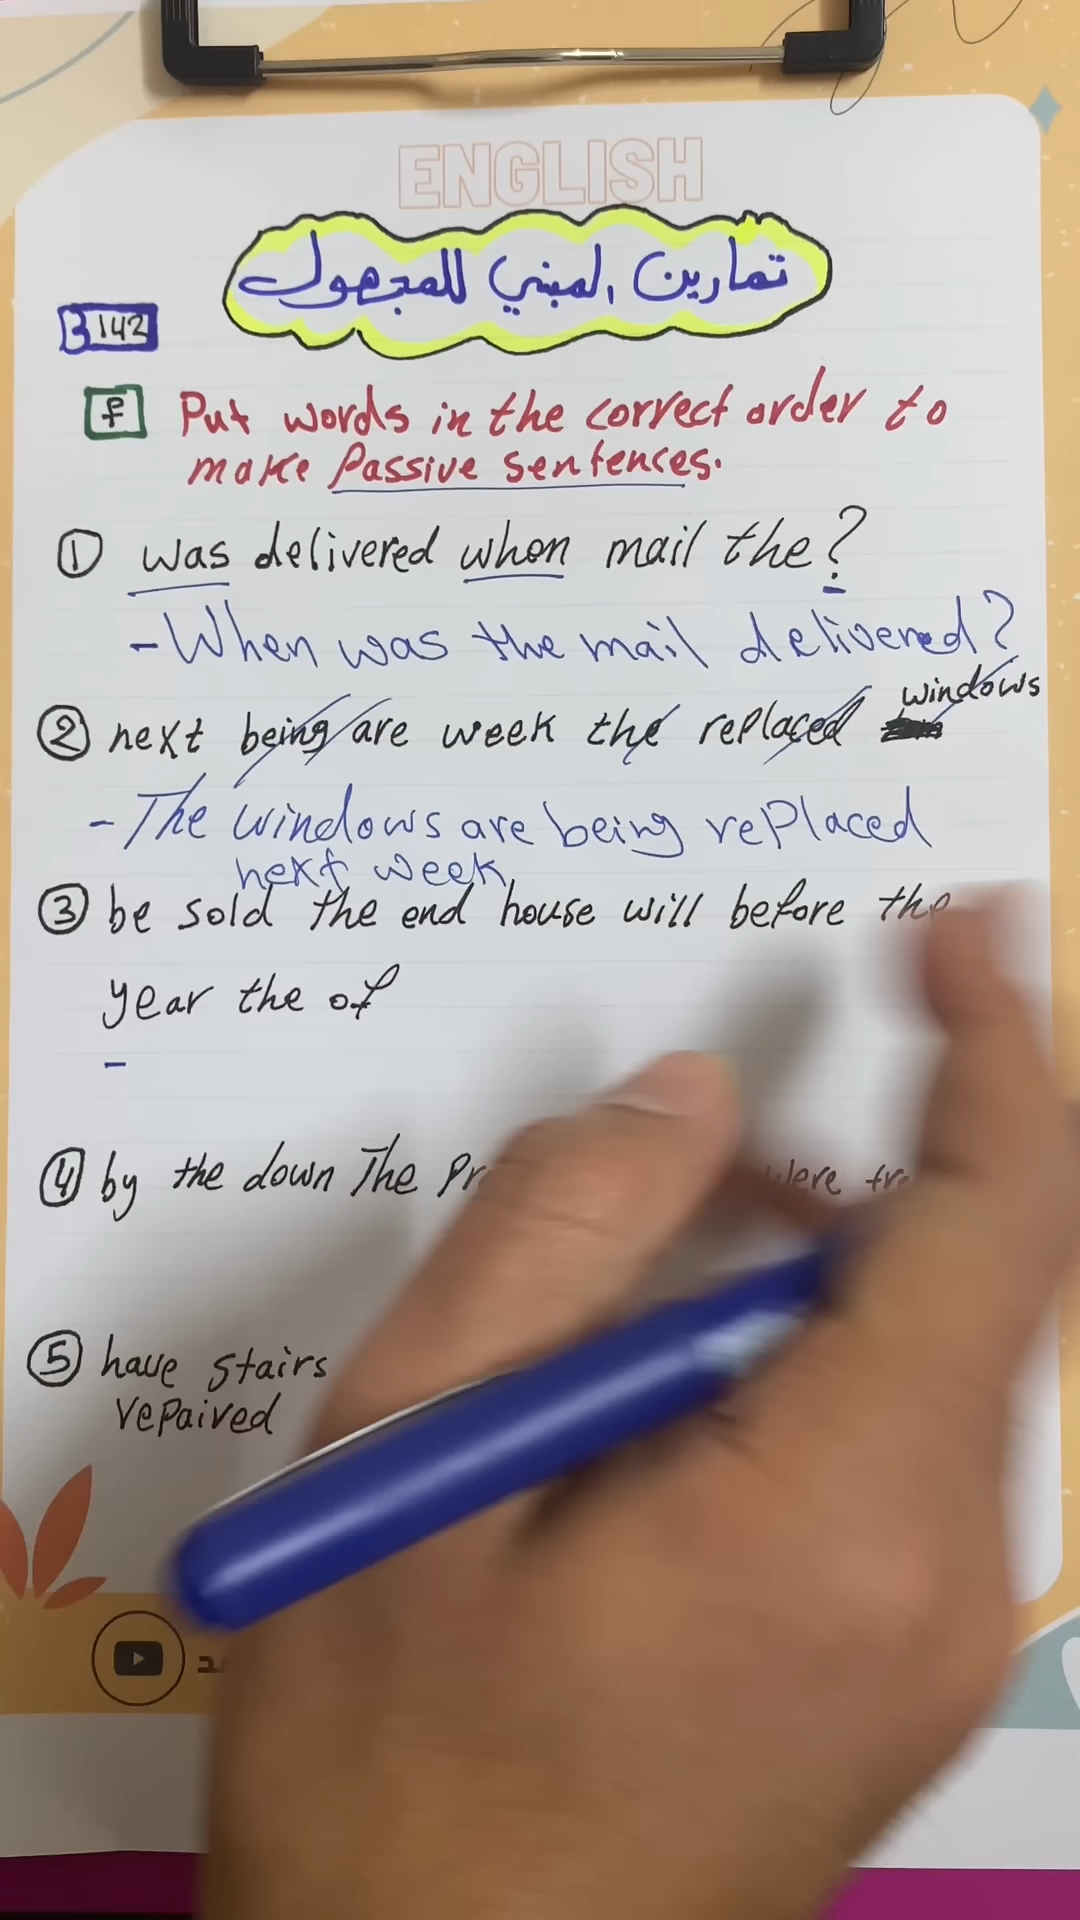 ENGLISH
تمارين المبني للمجهول
B 142
f Put words in the correct order to
make Passive sentences.
① was delivered when mail the?
- When was the mail delivered?
windows
② next being are week the replaced
- The windows are being replaced
next week
③ be sold the end house will before the
year the of
-
④ by the down The were
⑤ have stairs
repaired